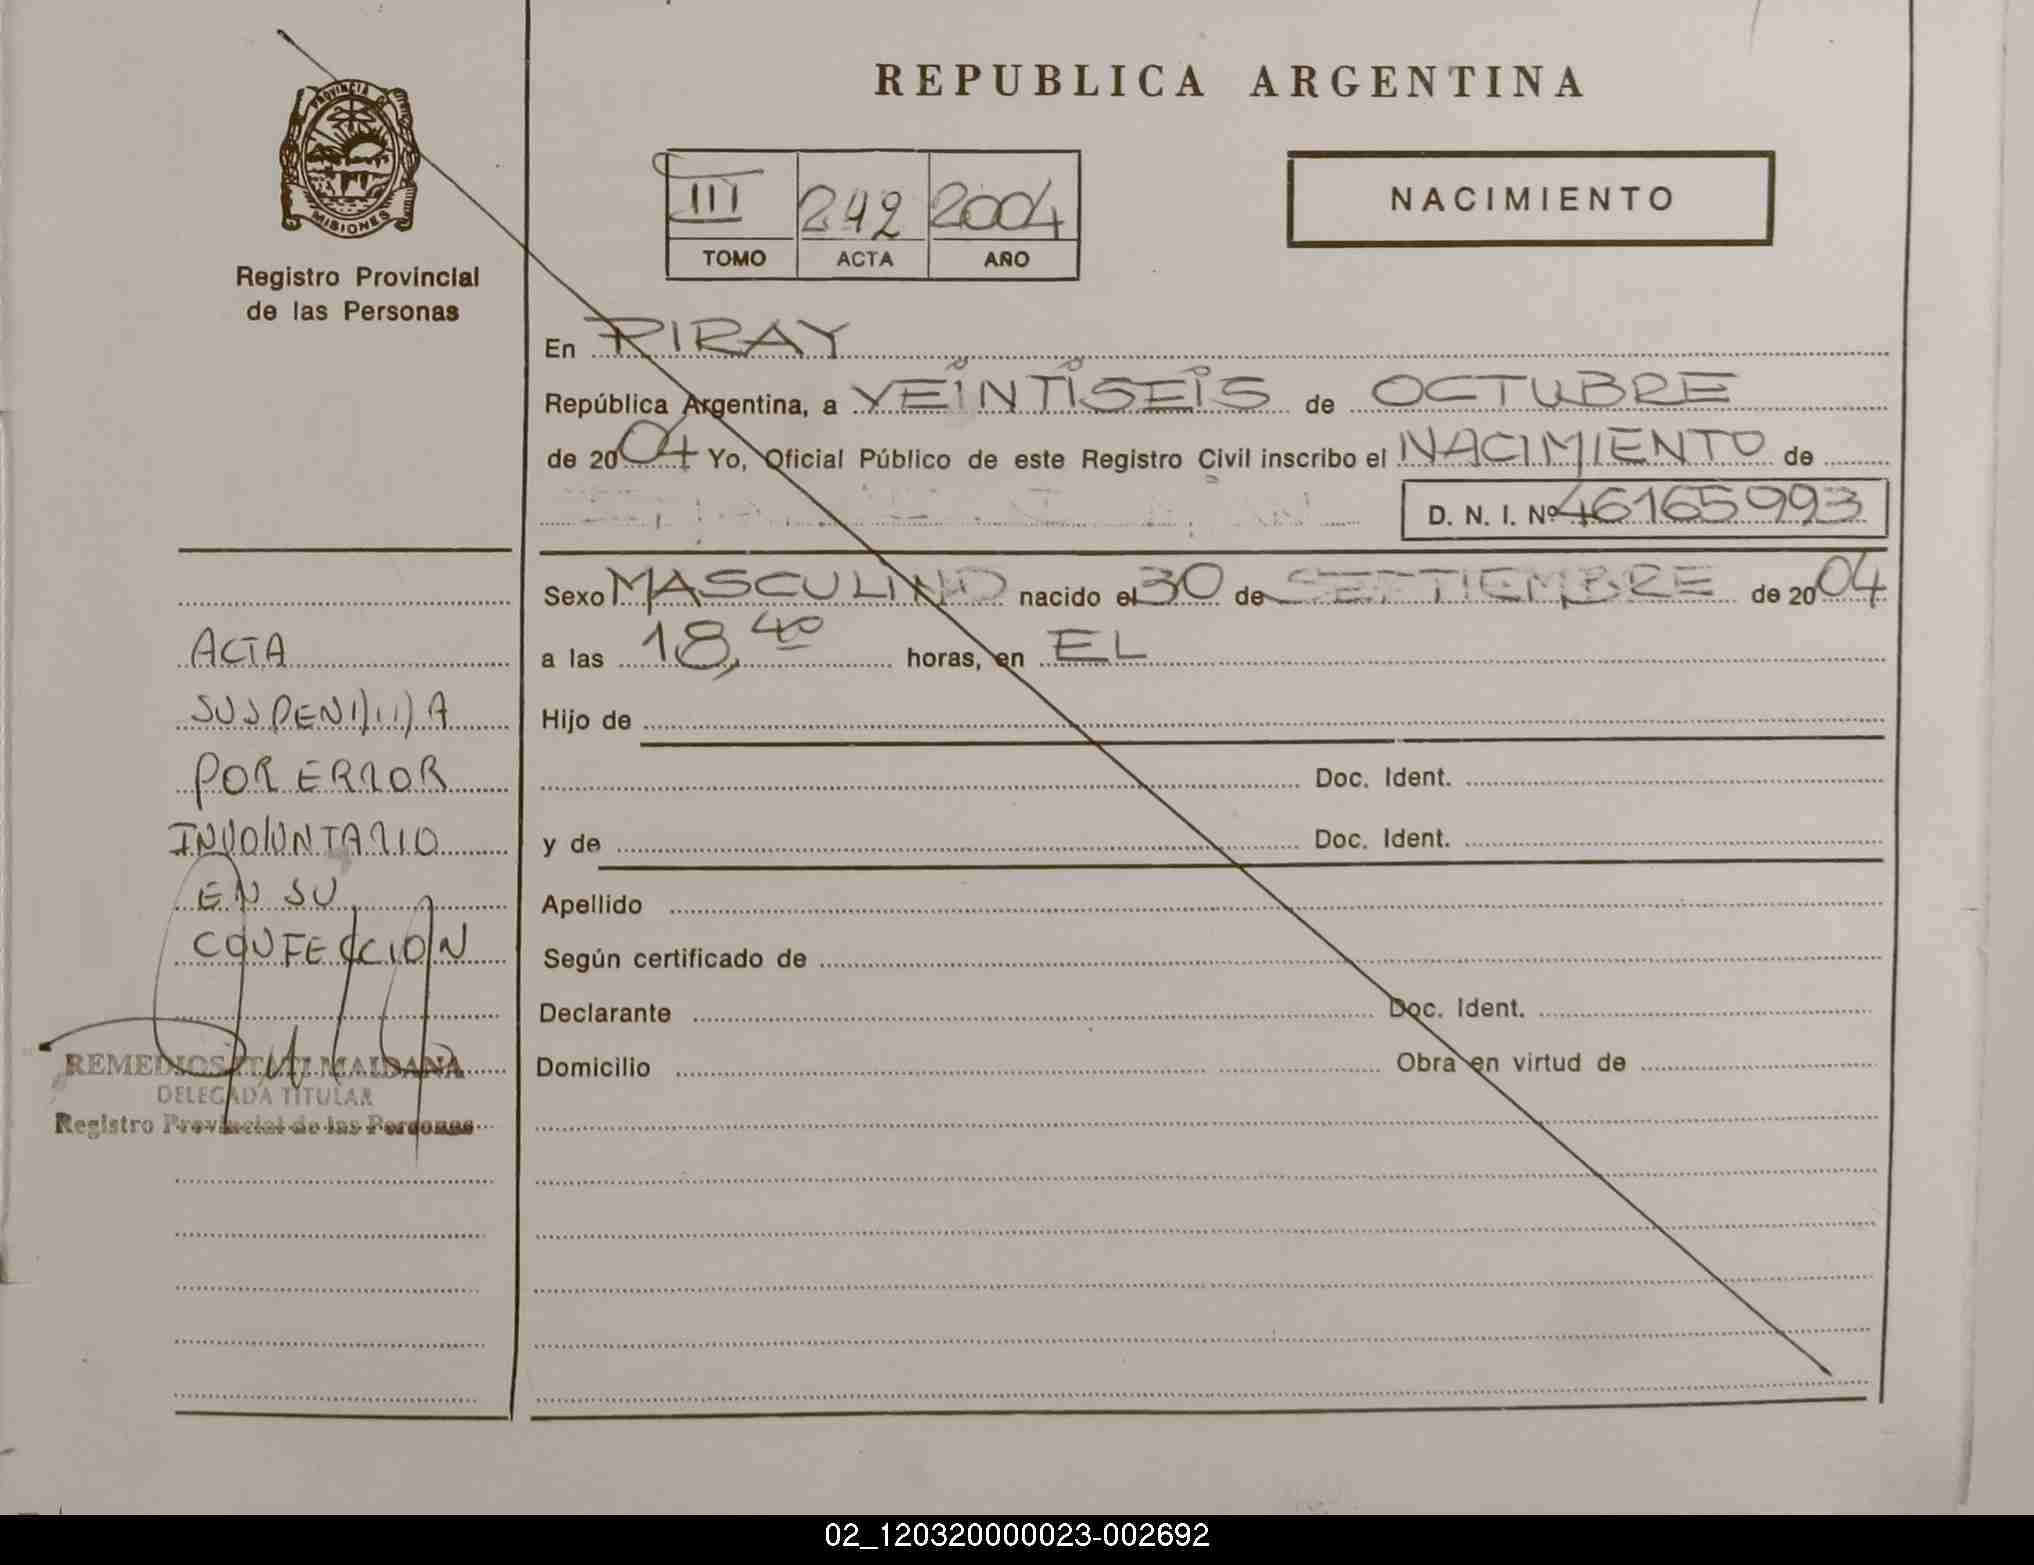 REPUBLICA ARGENTINA
PROVINCIA DE
MISIONES
Registro Provincial
de las Personas
III 242 2004
TOMO ACTA AÑO
NACIMIENTO
En PIRAY
República Argentina, a VEINTISEIS de OCTUBRE
de 2004 Yo, Oficial Público de este Registro Civil inscribo el NACIMIENTO de
D. N. I. Nº 46165993
Sexo MASCULINO nacido el 30 de SEPTIEMBRE de 2004
a las 18,40 horas, en EL
Hijo de
Doc. Ident.
y de Doc. Ident.
Apellido
Según certificado de
Declarante Doc. Ident.
Domicilio Obra en virtud de
ACTA
SUSPENDIDA
POR ERROR
INVOLUNTARIO
EN SU
CONFECCION
REMEDIOS ITATI MAIDANA
DELEGADA TITULAR
Registro Provincial de las Personas
02_120320000023-002692